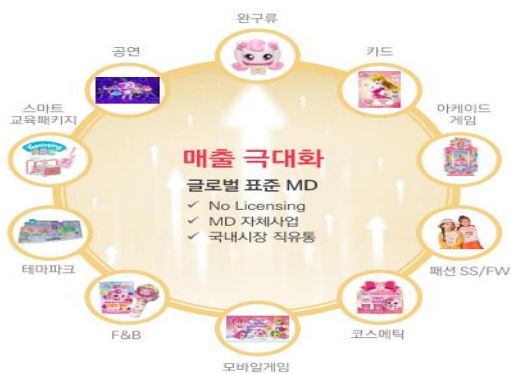 완구류
공연
카드
스마트
교육패키지
아케이드
게임
매출 극대화
글로벌 표준 MD
✓ No Licensing
✓ MD 자체사업
✓ 국내시장 직유통
테마파크
패션 SS/FW
F&B
코스메틱
모바일게임